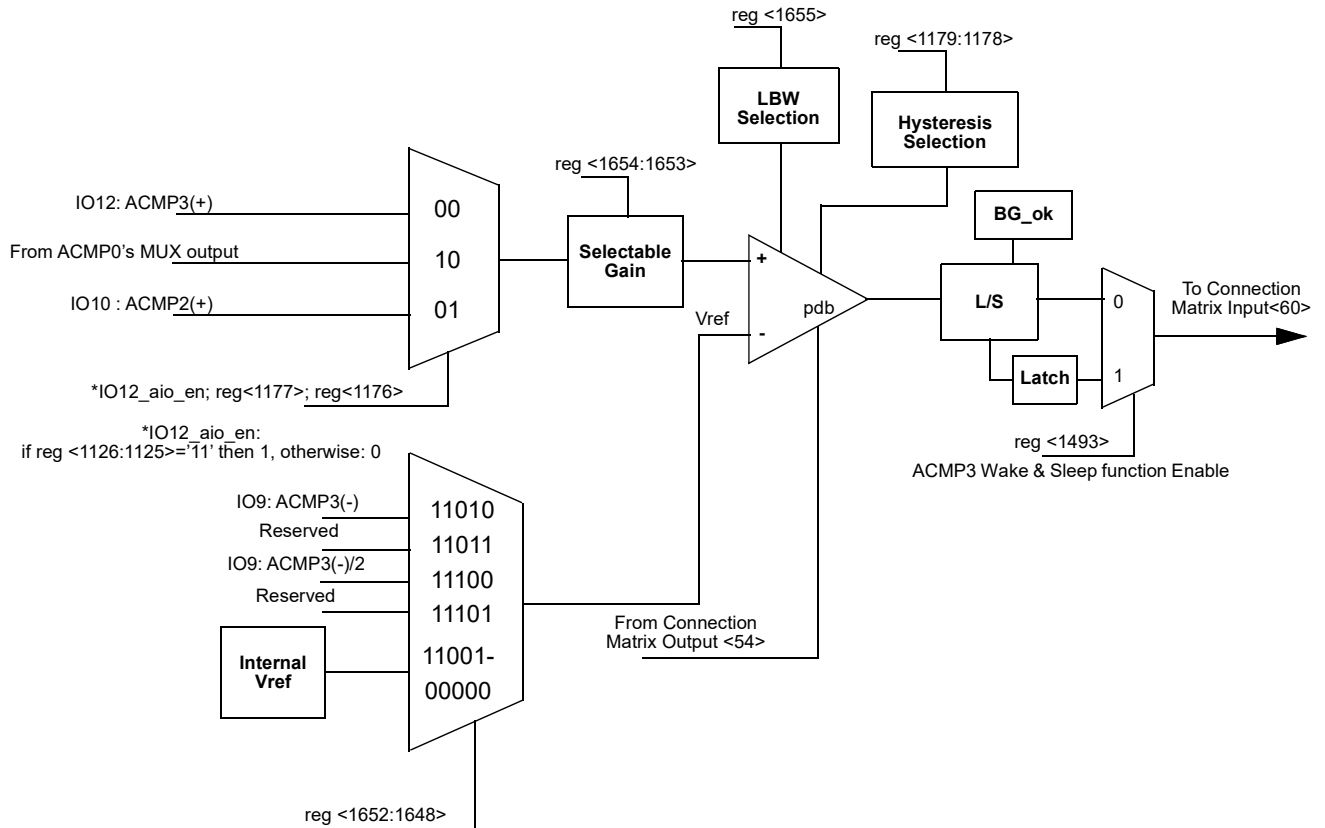 reg <1655>
reg <1179:1178>
LBW
Selection
Hysteresis
Selection
reg <1654:1653>
IO12: ACMP3(+)
00
BG_ok
From ACMP0's MUX output
10
Selectable
Gain
+
L/S
0
To Connection
Matrix Input<60>
IO10 : ACMP2(+)
01
Vref
-
pdb
Latch
1
*IO12_aio_en; reg<1177>; reg<1176>
*IO12_aio_en:
if reg <1126:1125>='11' then 1, otherwise: 0
reg <1493>
ACMP3 Wake & Sleep function Enable
IO9: ACMP3(-)
11010
Reserved
11011
IO9: ACMP3(-)/2
11100
Reserved
11101
From Connection
Matrix Output <54>
Internal
Vref
11001-
00000
reg <1652:1648>